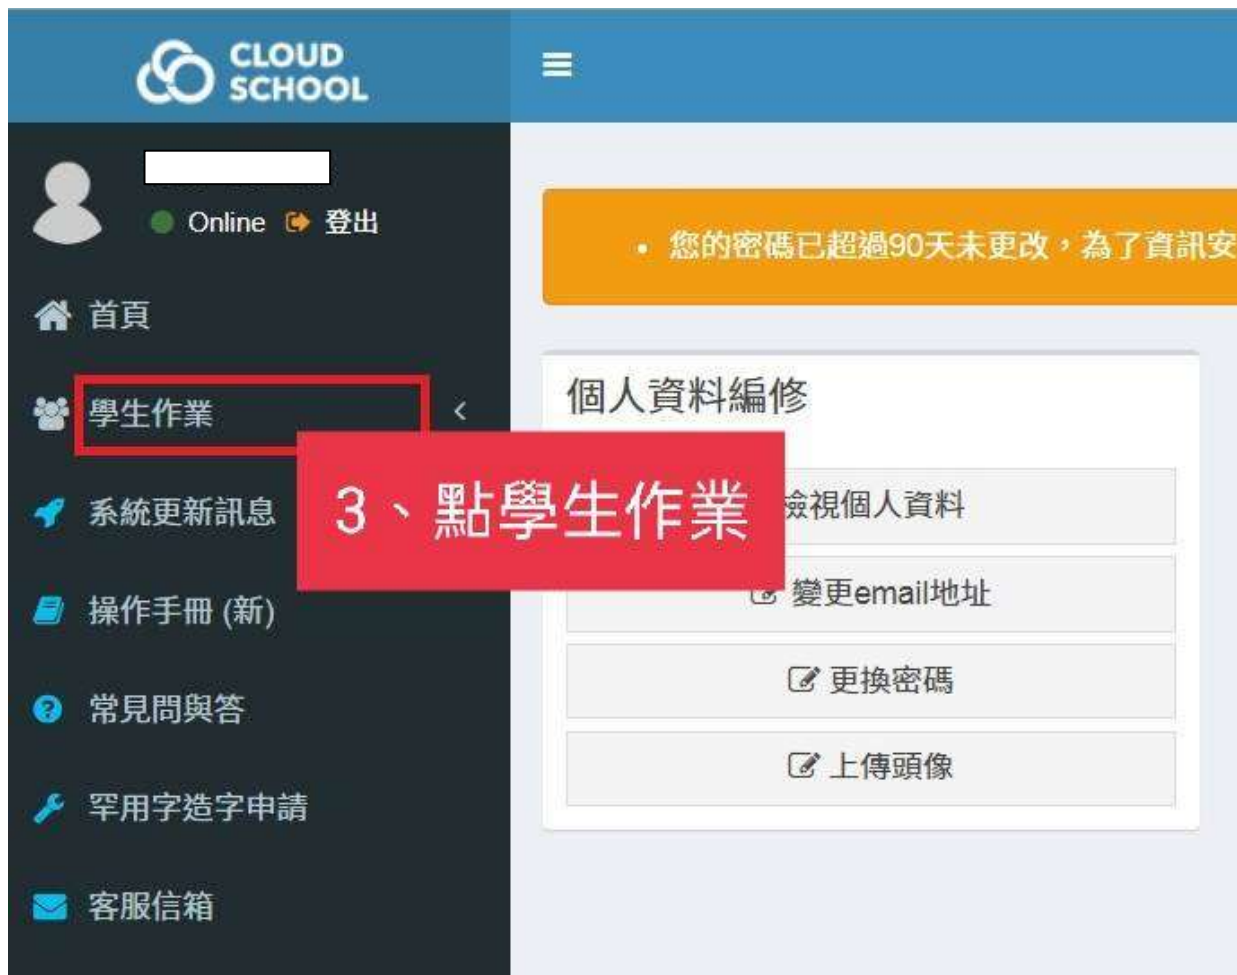 CLOUD
SCHOOL
Online 登出
您的密碼已超過90天未更改，為了資訊安
首頁
學生作業
系統更新訊息
操作手冊 (新)
常見問與答
罕用字造字申請
客服信箱
個人資料編修
3、點學生作業
檢視個人資料
變更email地址
更換密碼
上傳頭像